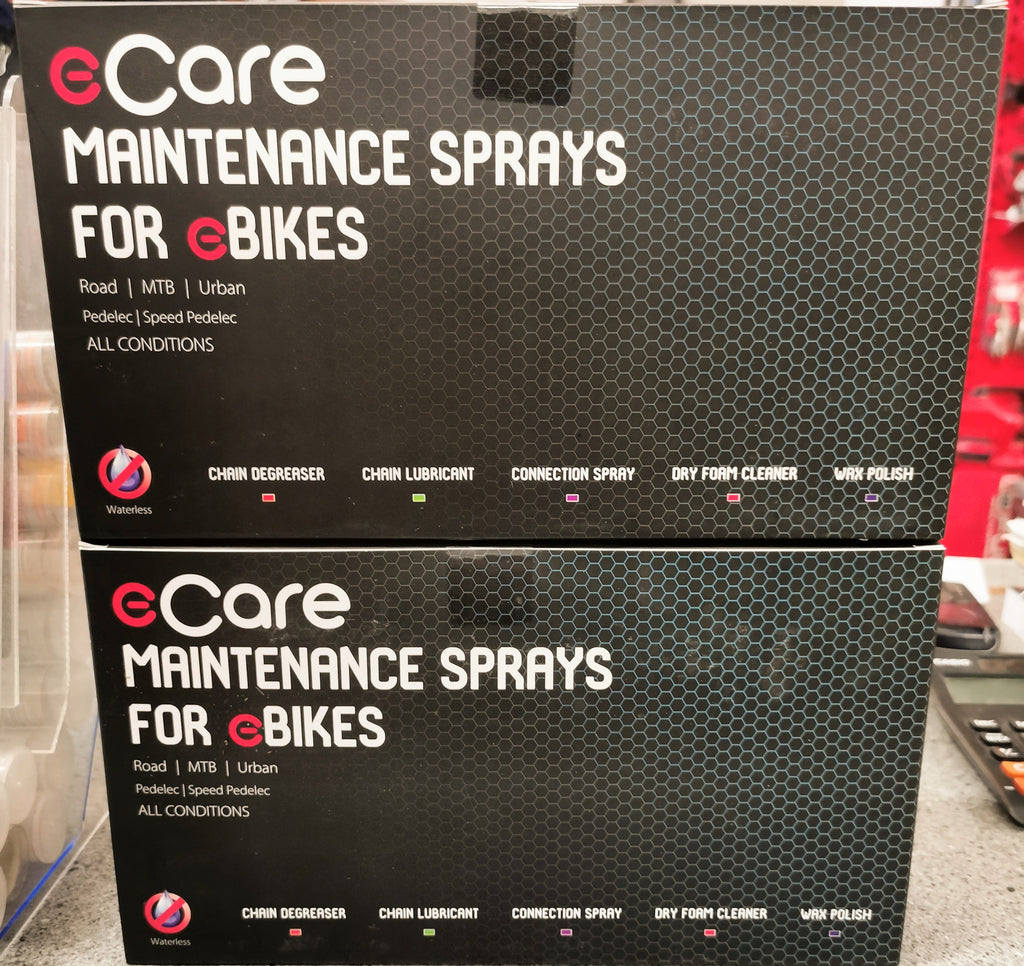 eCare
MAINTENANCE SPRAYS
FOR eBIKES
Road | MTB | Urban
Pedelec | Speed Pedelec
ALL CONDITIONS
Waterless
CHAIN DEGREASER CHAIN LUBRICANT CONNECTION SPRAY DRY FOAM CLEANER WAX POLISH
eCare
MAINTENANCE SPRAYS
FOR eBIKES
Road | MTB | Urban
Pedelec | Speed Pedelec
ALL CONDITIONS
Waterless
CHAIN DEGREASER CHAIN LUBRICANT CONNECTION SPRAY DRY FOAM CLEANER WAX POLISH